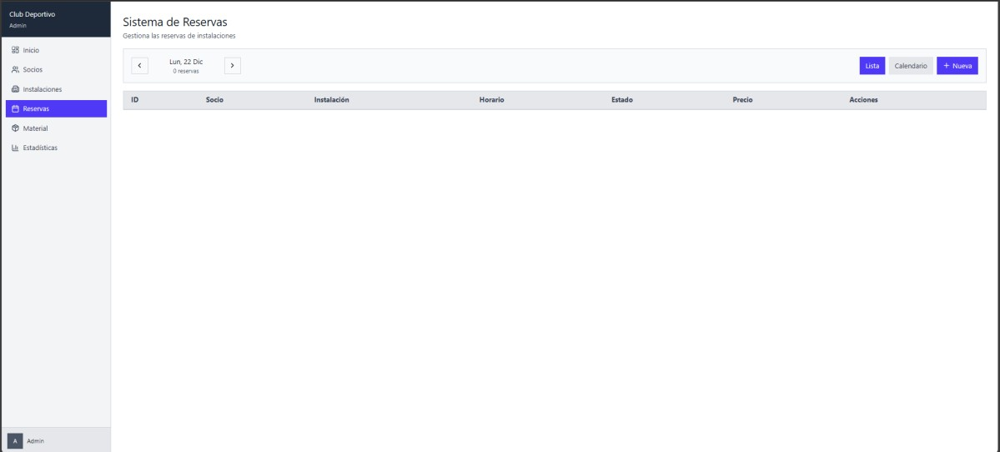 Club Deportivo
Admin
Inicio
Socios
Instalaciones
Reservas
Material
Estadísticas
A Admin
Sistema de Reservas
Gestiona las reservas de instalaciones
Lun, 22 Dic
0 reservas
Lista Calendario + Nueva
ID Socio Instalación Horario Estado Precio Acciones